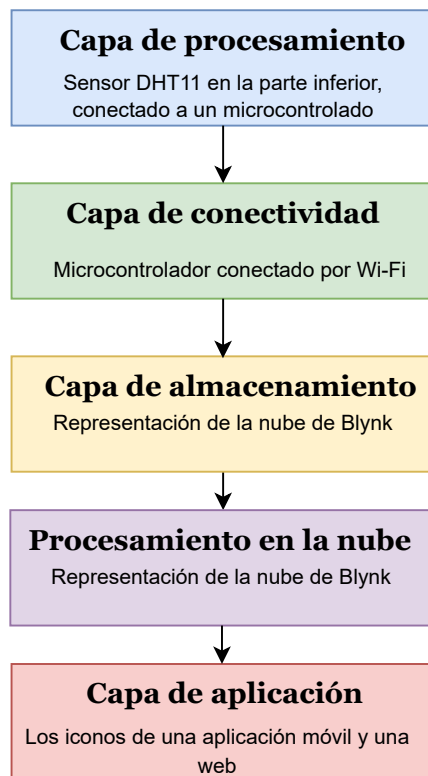 Capa de procesamiento
Sensor DHT11 en la parte inferior,
conectado a un microcontrolado
Capa de conectividad
Microcontrolador conectado por Wi-Fi
Capa de almacenamiento
Representación de la nube de Blynk
Procesamiento en la nube
Representación de la nube de Blynk
Capa de aplicación
Los iconos de una aplicación móvil y una
web